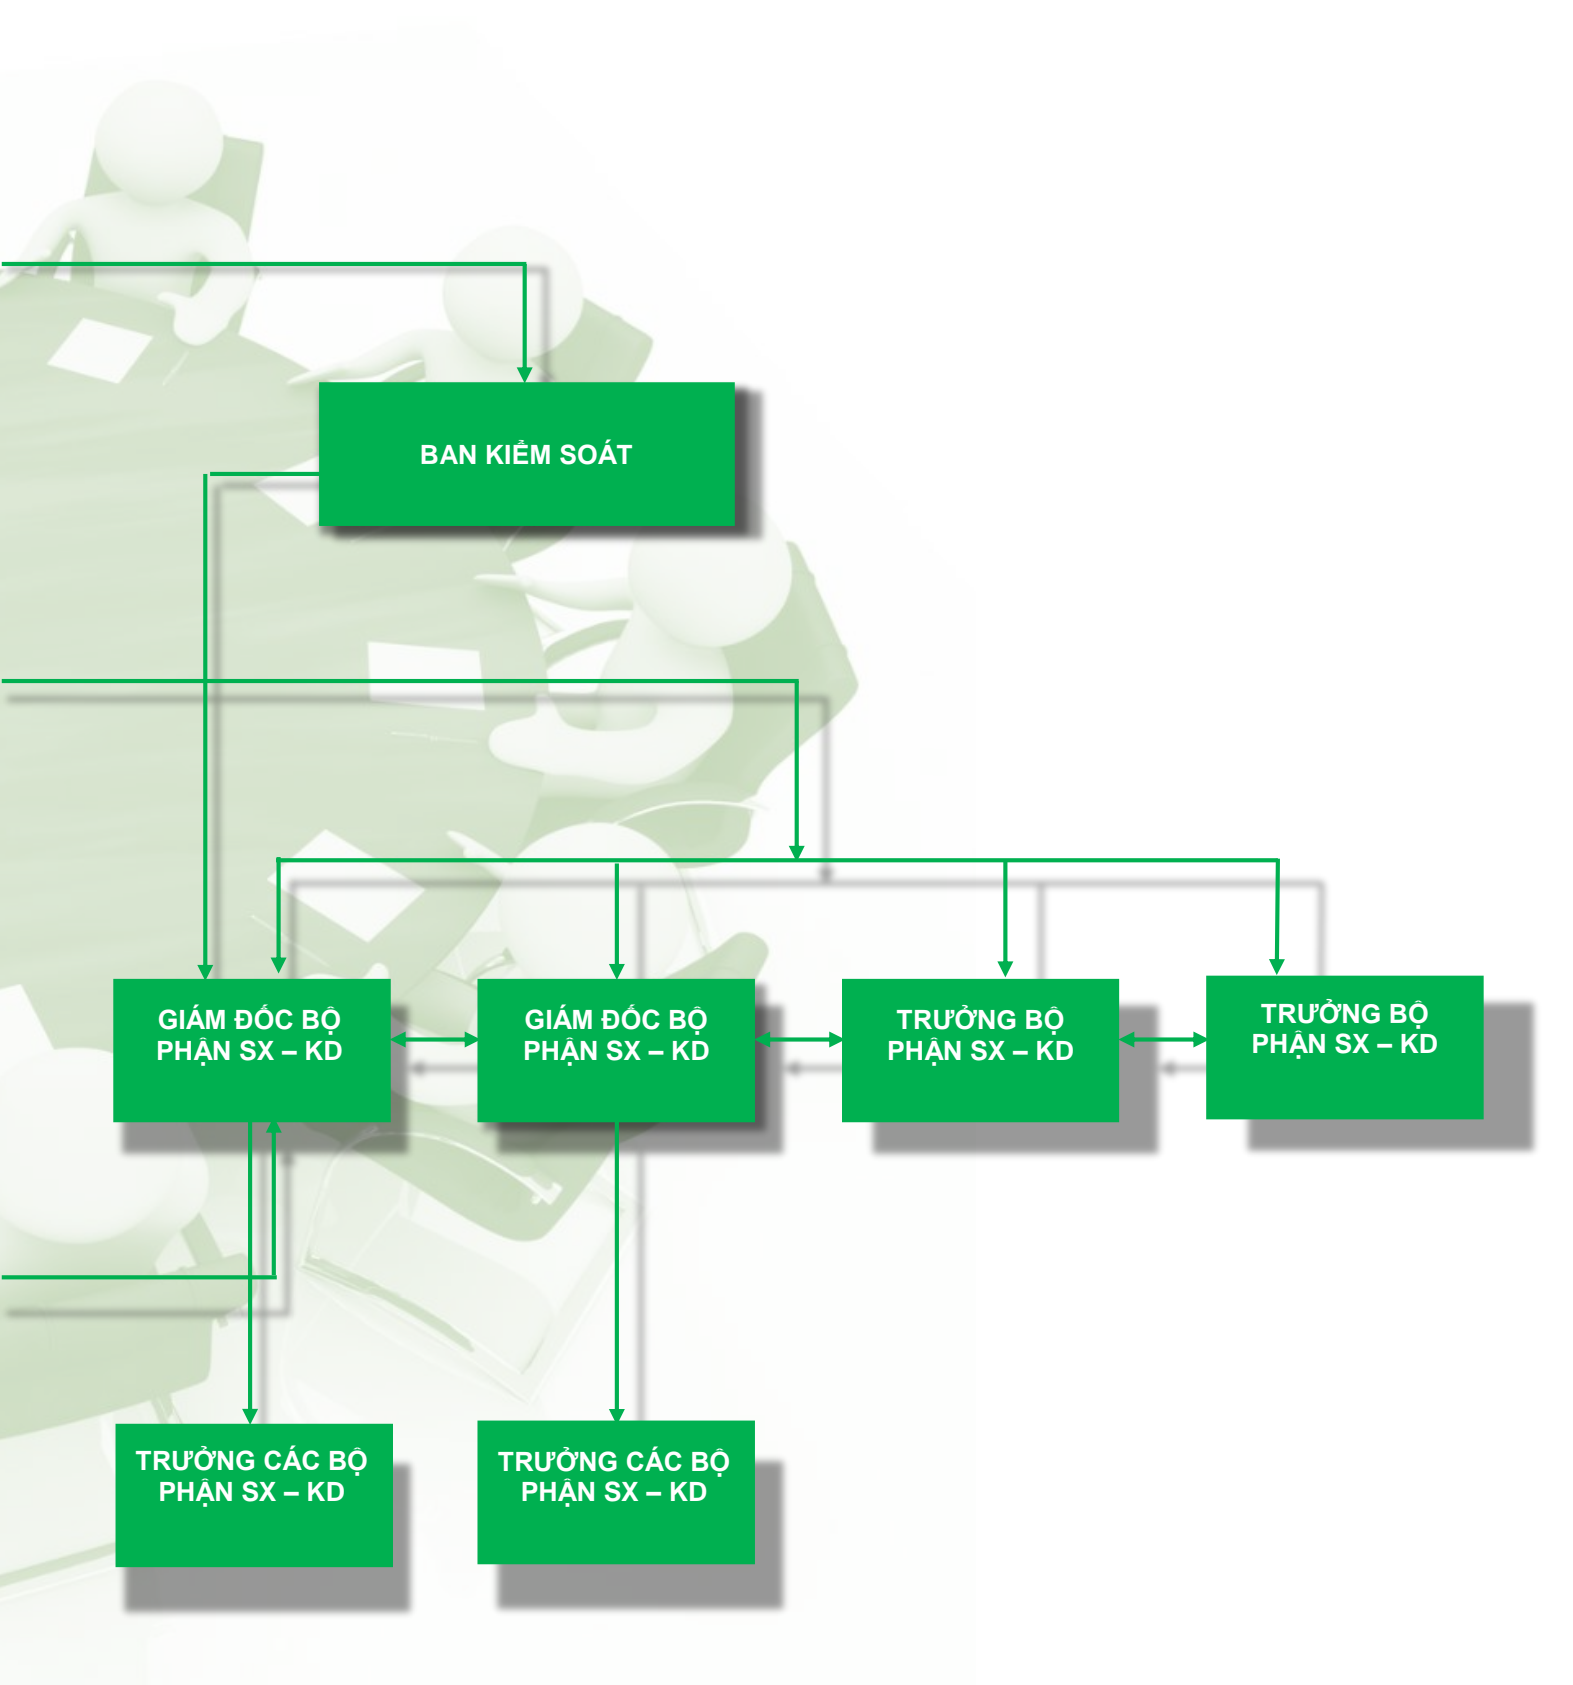 BAN KIỂM SOÁT
GIÁM ĐỐC BỘ
PHẬN SX – KD
GIÁM ĐỐC BỘ
PHẬN SX – KD
TRƯỞNG BỘ
PHẬN SX – KD
TRƯỞNG BỘ
PHẬN SX – KD
TRƯỞNG CÁC BỘ
PHẬN SX – KD
TRƯỞNG CÁC BỘ
PHẬN SX – KD